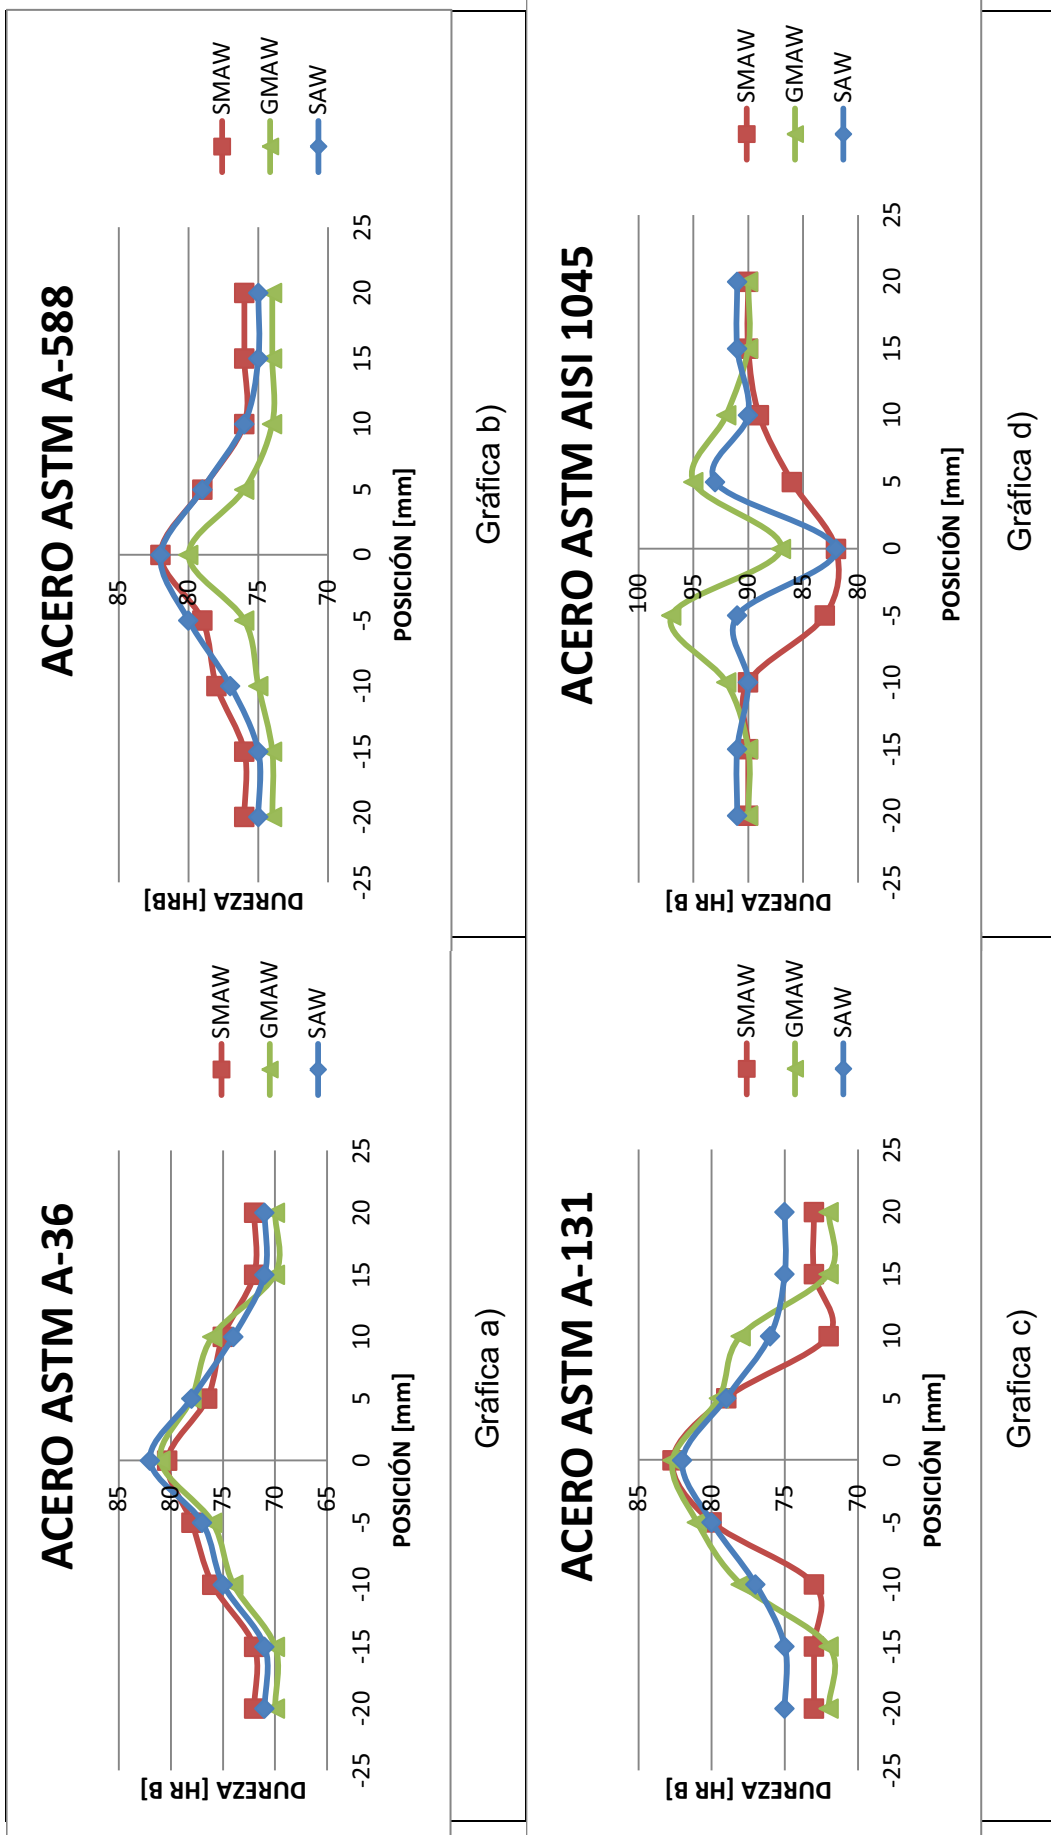 ACERO ASTM A-36
DUREZA [HR B]
85
80
75
70
65
-25 -20 -15 -10 -5 0 5 10 15 20 25
POSICIÓN [mm]
SMAW
GMAW
SAW
Gráfica a)
ACERO ASTM A-588
DUREZA [HRB]
85
80
75
70
-25 -20 -15 -10 -5 0 5 10 15 20 25
POSICIÓN [mm]
SMAW
GMAW
SAW
Gráfica b)
ACERO ASTM A-131
DUREZA [HR B]
85
80
75
70
-25 -20 -15 -10 -5 0 5 10 15 20 25
POSICIÓN [mm]
SMAW
GMAW
SAW
Grafica c)
ACERO ASTM AISI 1045
DUREZA [HR B]
100
95
90
85
80
-25 -20 -15 -10 -5 0 5 10 15 20 25
POSICIÓN [mm]
SMAW
GMAW
SAW
Gráfica d)